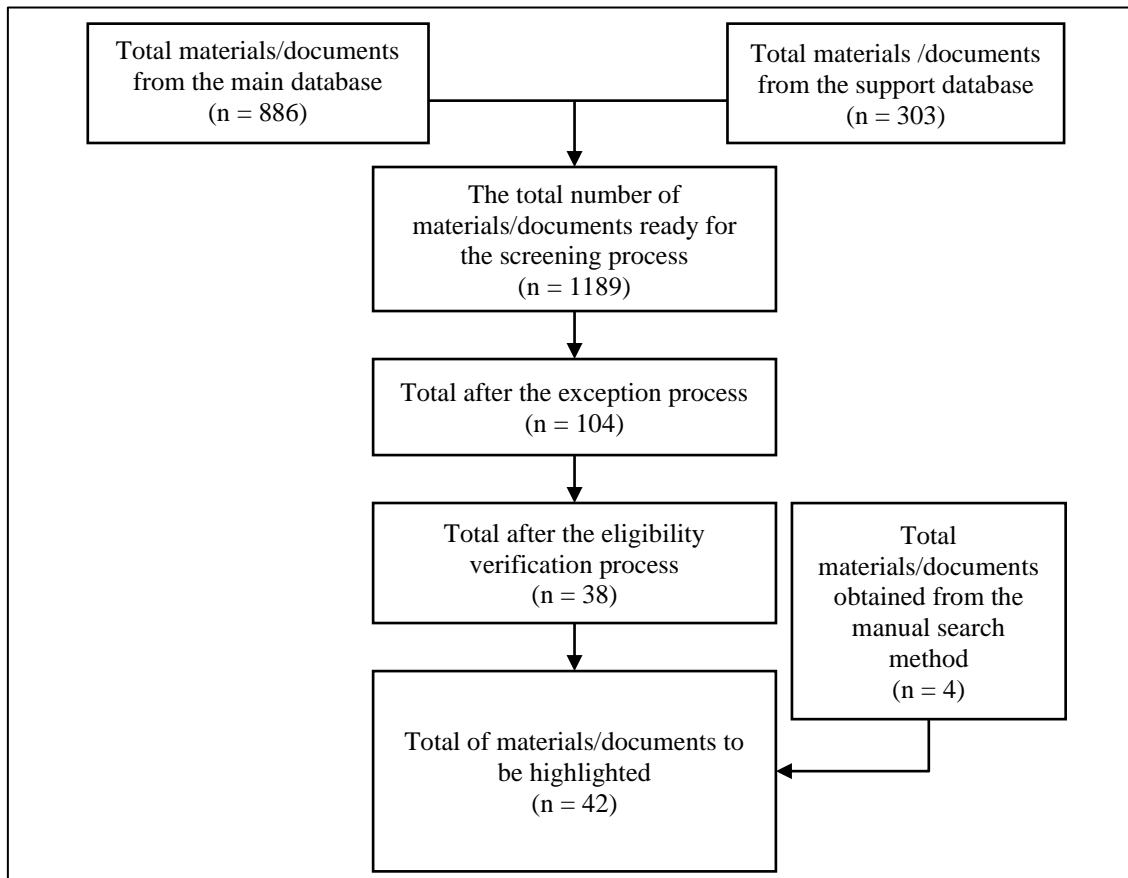 Total materials/documents
from the main database
(n = 886)
Total materials /documents
from the support database
(n = 303)
The total number of
materials/documents ready for
the screening process
(n = 1189)
Total after the exception process
(n = 104)
Total after the eligibility
verification process
(n = 38)
Total
materials/documents
obtained from the
manual search
method
(n = 4)
Total of materials/documents to
be highlighted
(n = 42)